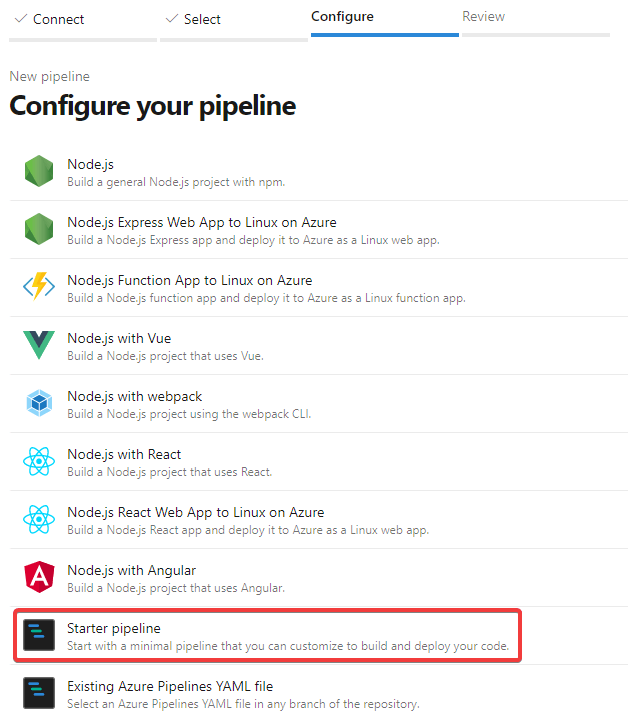 Connect
Select
Configure
Review
New pipeline
Configure your pipeline
Node.js
Build a general Node.js project with npm.
Node.js Express Web App to Linux on Azure
Build a Node.js Express app and deploy it to Azure as a Linux web app.
Node.js Function App to Linux on Azure
Build a Node.js function app and deploy it to Azure as a Linux function app.
Node.js with Vue
Build a Node.js project that uses Vue.
Node.js with webpack
Build a Node.js project using the webpack CLI.
Node.js with React
Build a Node.js project that uses React.
Node.js React Web App to Linux on Azure
Build a Node.js React app and deploy it to Azure as a Linux web app.
Node.js with Angular
Build a Node.js project that uses Angular.
Starter pipeline
Start with a minimal pipeline that you can customize to build and deploy your code.
Existing Azure Pipelines YAML file
Select an Azure Pipelines YAML file in any branch of the repository.